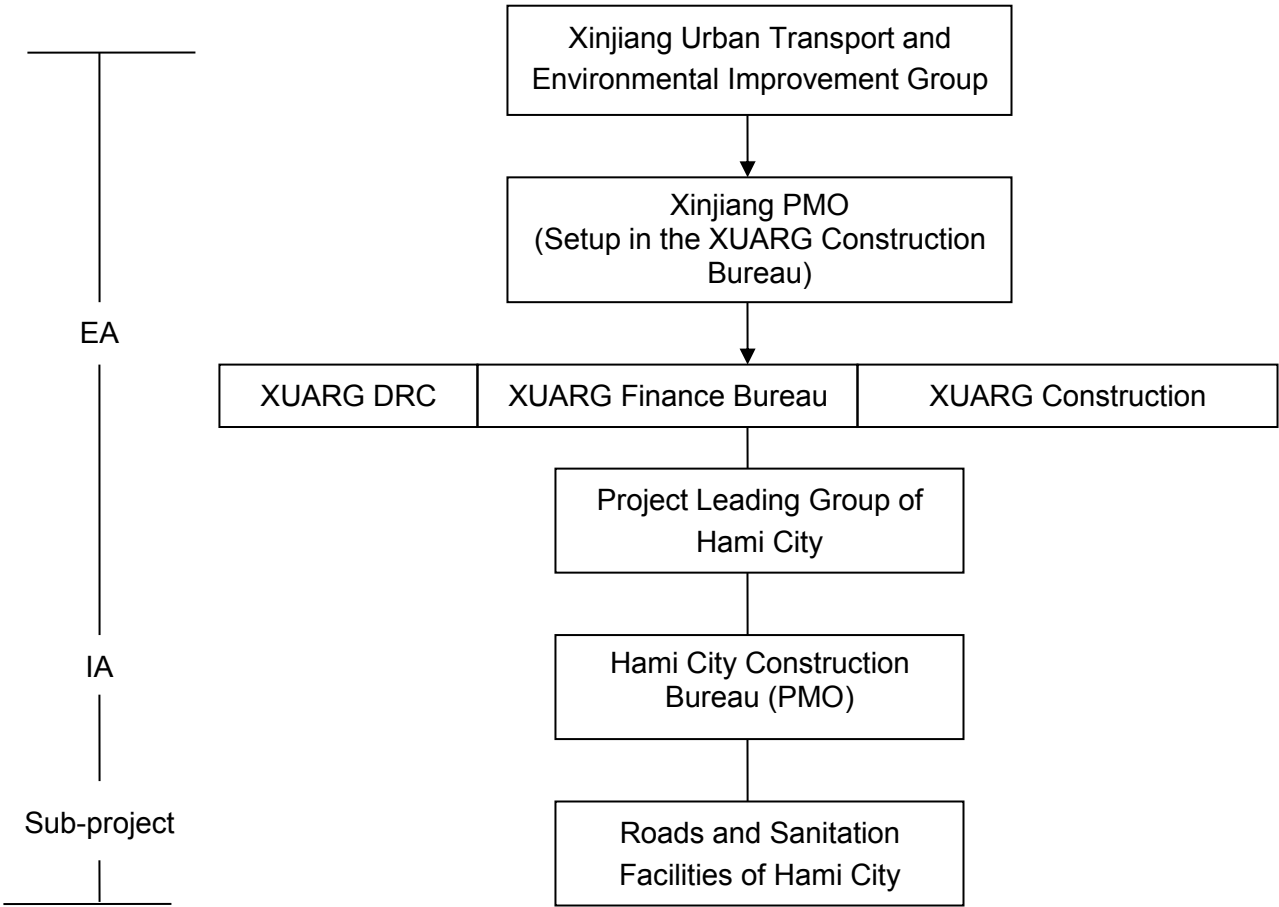 Xinjiang Urban Transport and
Environmental Improvement Group
Xinjiang PMO
(Setup in the XUARG Construction
Bureau)
EA
XUARG DRC
XUARG Finance Bureau
XUARG Construction
Project Leading Group of
Hami City
IA
Hami City Construction
Bureau (PMO)
Sub-project
Roads and Sanitation
Facilities of Hami City